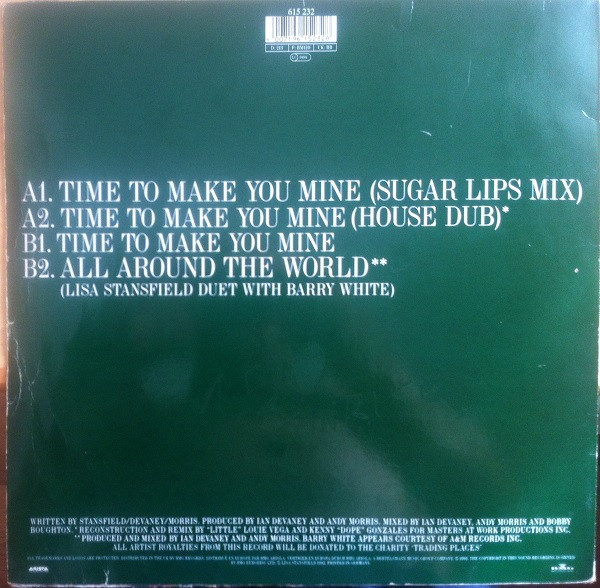 615 232
A1. TIME TO MAKE YOU MINE (SUGAR LIPS MIX)
A2. TIME TO MAKE YOU MINE (HOUSE DUB)*
B1. TIME TO MAKE YOU MINE
B2. ALL AROUND THE WORLD**
(LISA STANSFIELD DUET WITH BARRY WHITE)
WRITTEN BY STANSFIELD/DEVANEY/MORRIS. PRODUCED BY IAN DEVANEY AND ANDY MORRIS. MIXED BY IAN DEVANEY, ANDY MORRIS AND BOBBY
BOUGHTON. *RECONSTRUCTION AND REMIX BY "LITTLE" LOUIE VEGA AND KENNY "DOPE" GONZALES FOR MASTERS AT WORK PRODUCTIONS INC.
**PRODUCED AND MIXED BY IAN DEVANEY AND ANDY MORRIS. BARRY WHITE APPEARS COURTESY OF A&M RECORDS INC.
ALL ARTIST ROYALTIES FROM THIS RECORD WILL BE DONATED TO THE CHARITY 'TRADING PLACES'
ARISTA